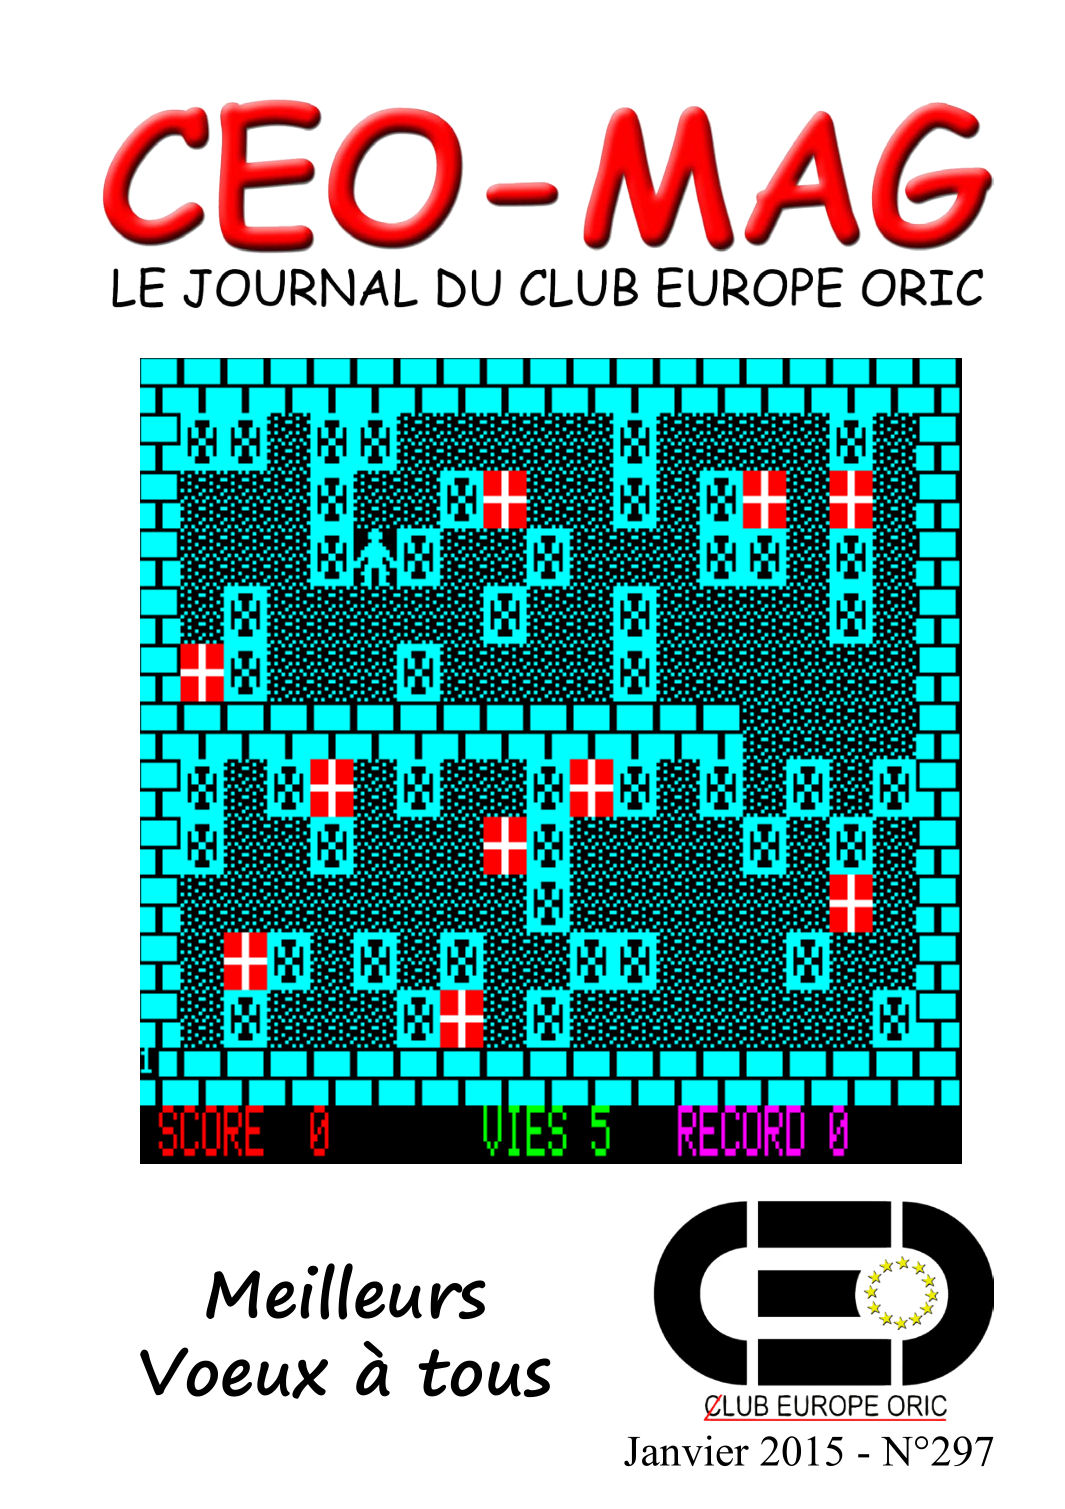 CEO-MAG
LE JOURNAL DU CLUB EUROPE ORIC
1
SCORE 0 VIES 5 RECORD 0
Meilleurs
Voeux à tous
CEO
CLUB EUROPE ORIC
Janvier 2015 - N°297